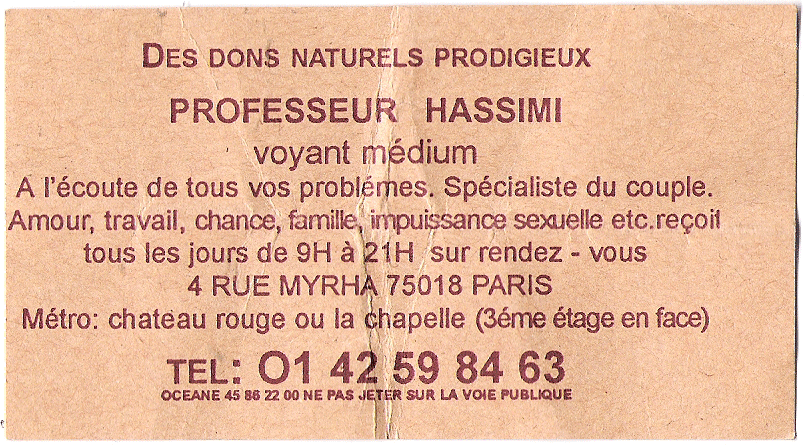 DES DONS NATURELS PRODIGIEUX
PROFESSEUR HASSIMI
voyant médium
A l'écoute de tous vos problémes. Spécialiste du couple.
Amour, travail, chance, famille, impuissance sexuelle etc.reçoit
tous les jours de 9H à 21H sur rendez - vous
4 RUE MYRHA 75018 PARIS
Métro: chateau rouge ou la chapelle (3éme étage en face)
TEL: O1 42 59 84 63
OCEANE 45 86 22 00 NE PAS JETER SUR LA VOIE PUBLIQUE